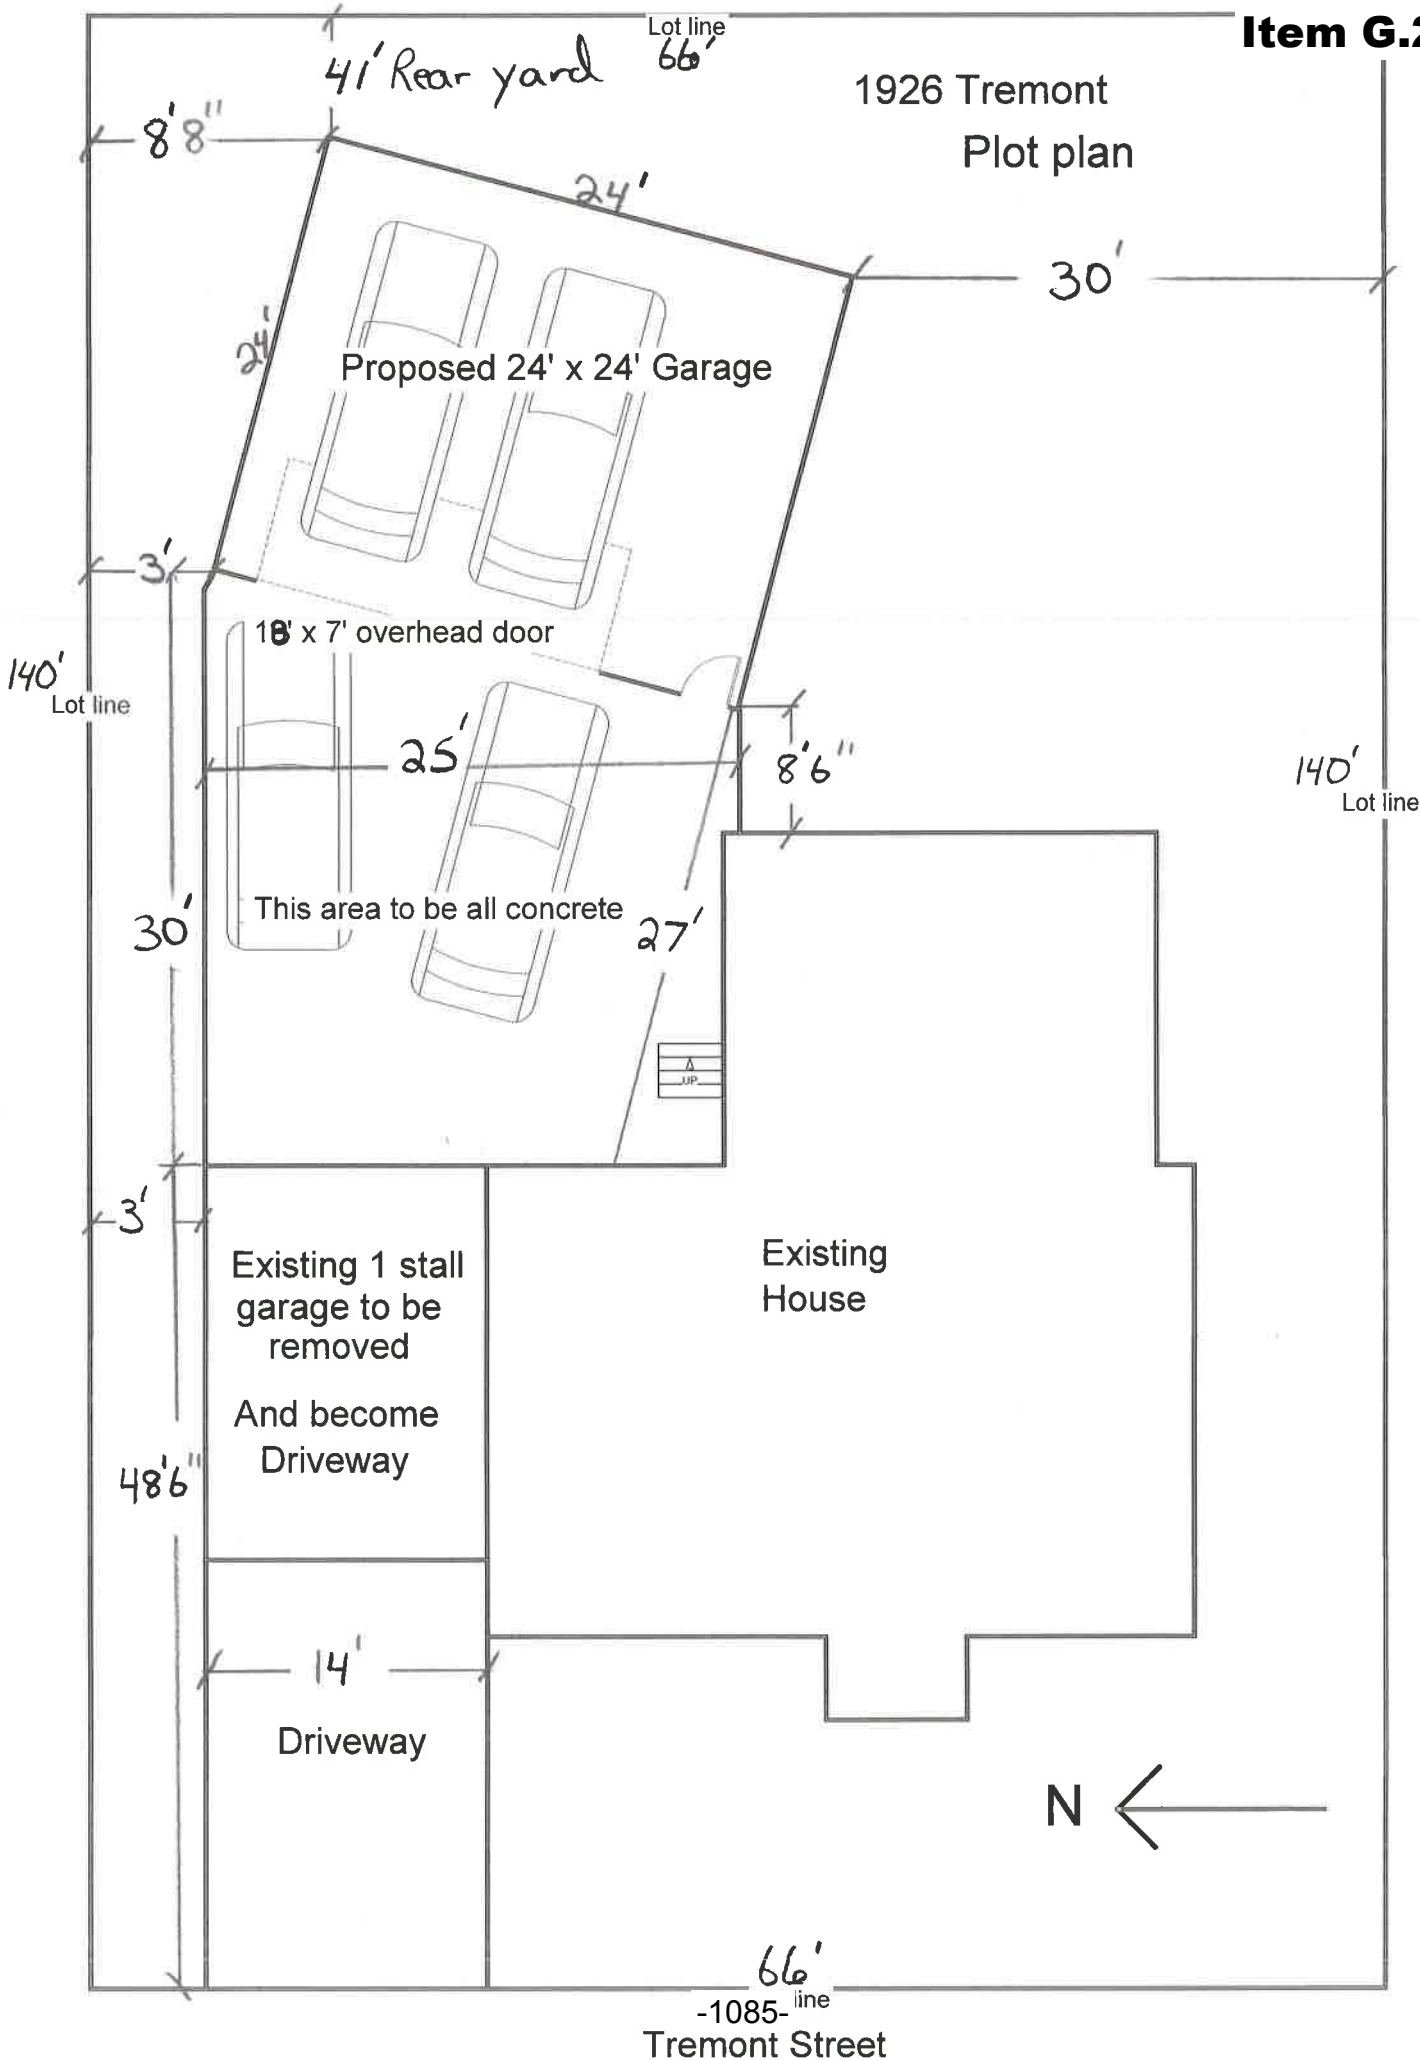 Lot line
Item G.2
66'
41' Rear yard
1926 Tremont
Plot plan
8'8"
24'
30'
24'
Proposed 24' x 24' Garage
3'
18' x 7' overhead door
140'
Lot line
25'
8'6"
140'
Lot line
30'
This area to be all concrete
27'
UP
3'
Existing 1 stall
garage to be
removed
And become
Driveway
Existing
House
48'6"
14'
Driveway
N
66'
line
-1085-
Tremont Street